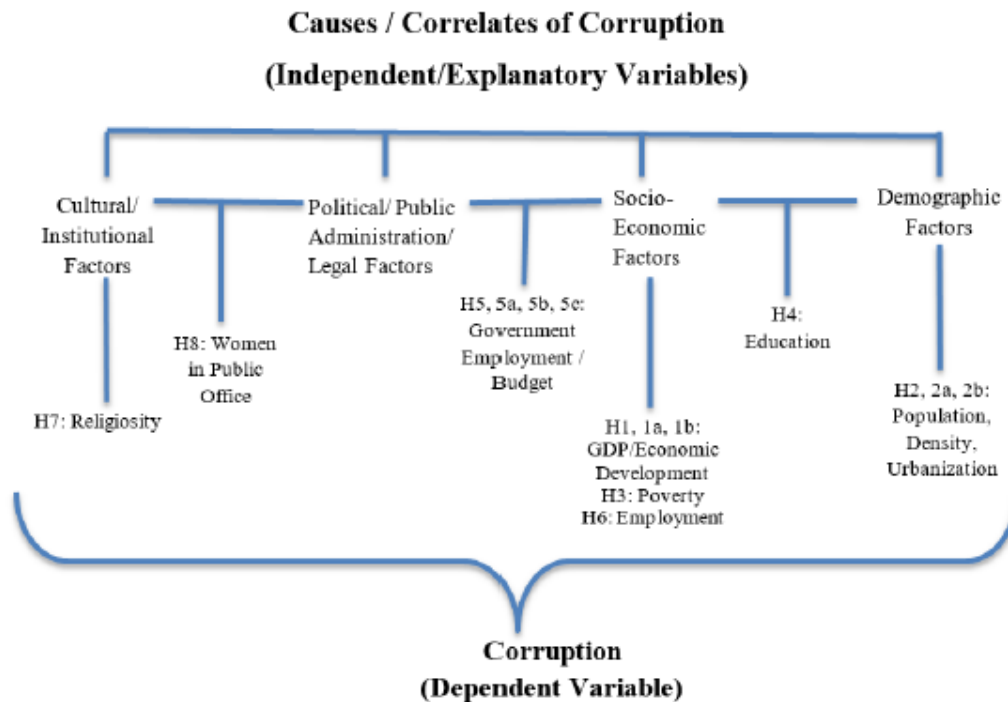 Causes / Correlates of Corruption
(Independent/Explanatory Variables)
Cultural/
Institutional
Factors
Political/ Public
Administration/
Legal Factors
Socio-
Economic
Factors
Demographic
Factors
H8: Women
in Public
Office
H5, 5a, 5b, 5c:
Government
Employment /
Budget
H4:
Education
H7: Religiosity
H1, 1a, 1b:
GDP/Economic
Development
H3: Poverty
H6: Employment
H2, 2a, 2b:
Population,
Density,
Urbanization
Corruption
(Dependent Variable)